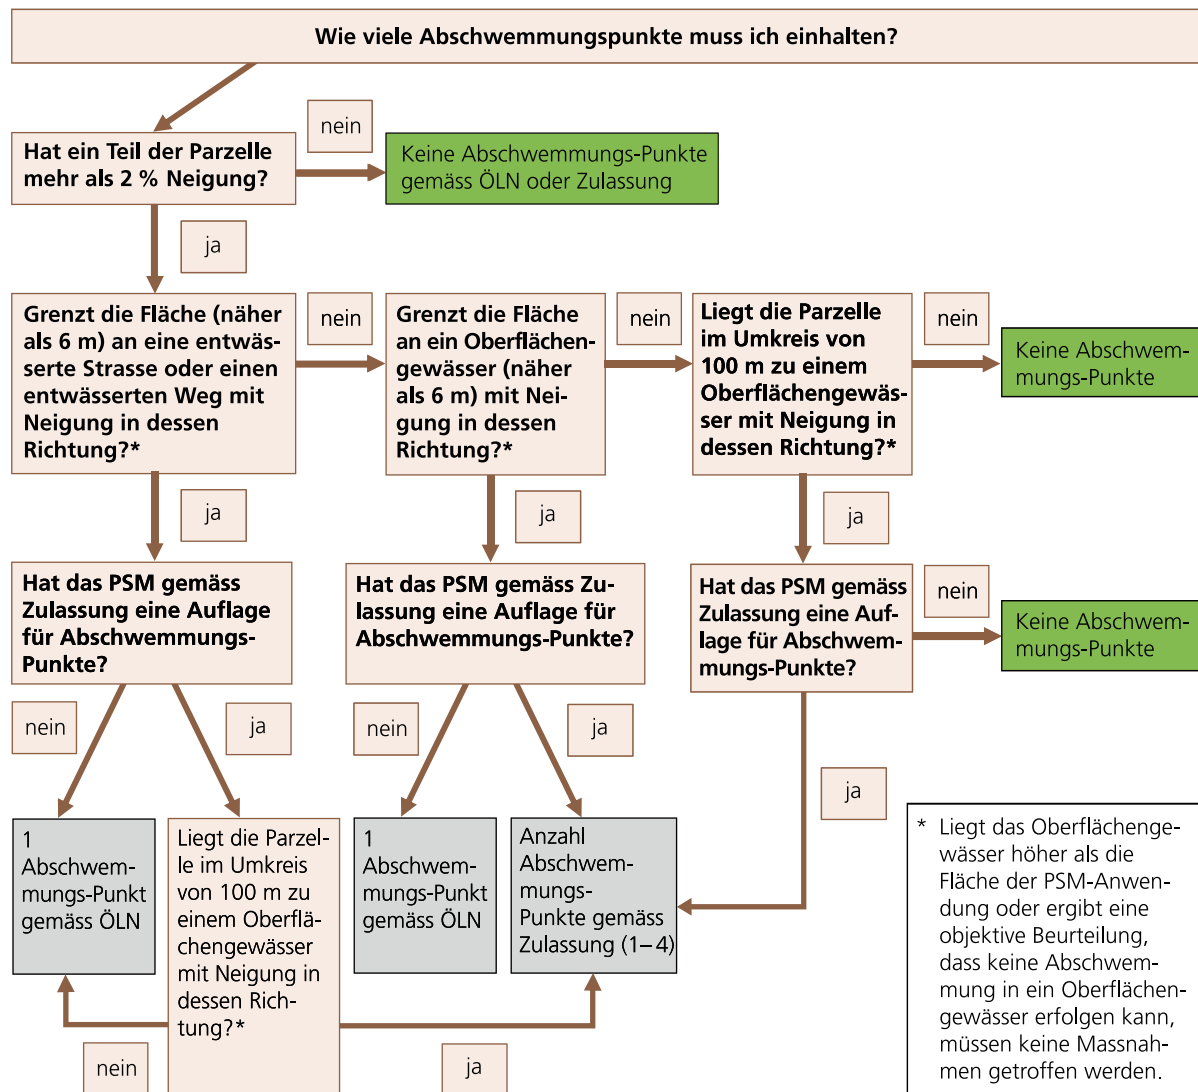 Wie viele Abschwemmungspunkte muss ich einhalten?
nein
Hat ein Teil der Parzelle
mehr als 2 % Neigung?
Keine Abschwemmungs-Punkte
gemäss ÖLN oder Zulassung
ja
Grenzt die Fläche (näher
als 6 m) an eine entwäs-
serte Strasse oder einen
entwässerten Weg mit
Neigung in dessen
Richtung?*
nein
Grenzt die Fläche
an ein Oberflächen-
gewässer (näher
als 6 m) mit Nei-
gung in dessen
Richtung?*
nein
Liegt die Parzelle
im Umkreis von
100 m zu einem
Oberflächengewäs-
ser mit Neigung in
dessen Richtung?*
nein
Keine Abschwem-
mungs-Punkte
ja
ja
ja
Hat das PSM gemäss
Zulassung eine Auflage
für Abschwemmungs-
Punkte?
Hat das PSM gemäss Zu-
lassung eine Auflage für
Abschwemmungs-Punkte?
Hat das PSM gemäss
Zulassung eine Auf-
lage für Abschwem-
mungs-Punkte?
nein
Keine Abschwem-
mungs-Punkte
nein
ja
nein
ja
ja
1
Abschwem-
mungs-Punkt
gemäss ÖLN
Liegt die Parzel-
le im Umkreis
von 100 m zu
einem Oberflä-
chengewässer
mit Neigung in
dessen Rich-
tung?*
1
Abschwem-
mungs-Punkt
gemäss ÖLN
Anzahl
Abschwem-
mungs-
Punkte gemäss
Zulassung (1–4)
nein
ja
* Liegt das Oberflächenge-
wässer höher als die
Fläche der PSM-Anwen-
dung oder ergibt eine
objektive Beurteilung,
dass keine Abschwem-
mung in ein Oberflächen-
gewässer erfolgen kann,
müssen keine Massnah-
men getroffen werden.